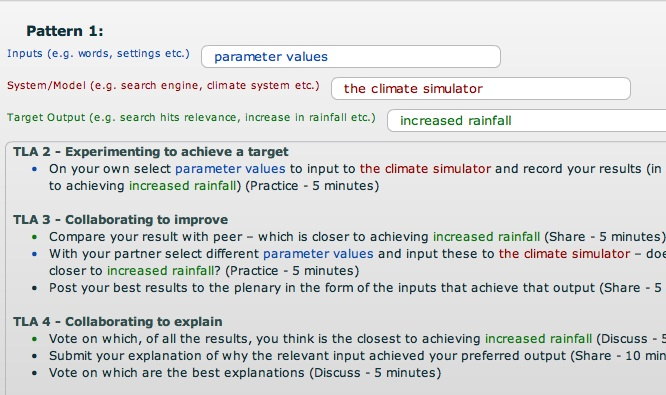 Pattern 1:
Inputs (e.g. words, settings etc.) parameter values
System/Model (e.g. search engine, climate system etc.) the climate simulator
Target Output (e.g. search hits relevance, increase in rainfall etc.) increased rainfall
TLA 2 - Experimenting to achieve a target
• On your own select parameter values to input to the climate simulator and record your results (in
to achieving increased rainfall) (Practice - 5 minutes)
TLA 3 - Collaborating to improve
• Compare your result with peer – which is closer to achieving increased rainfall (Share - 5 minutes)
• With your partner select different parameter values and input these to the climate simulator – doe
closer to increased rainfall? (Practice - 5 minutes)
• Post your best results to the plenary in the form of the inputs that achieve that output (Share - 5
TLA 4 - Collaborating to explain
• Vote on which, of all the results, you think is the closest to achieving increased rainfall (Discuss - 5
• Submit your explanation of why the relevant input achieved your preferred output (Share - 10 min
• Vote on which are the best explanations (Discuss - 5 minutes)